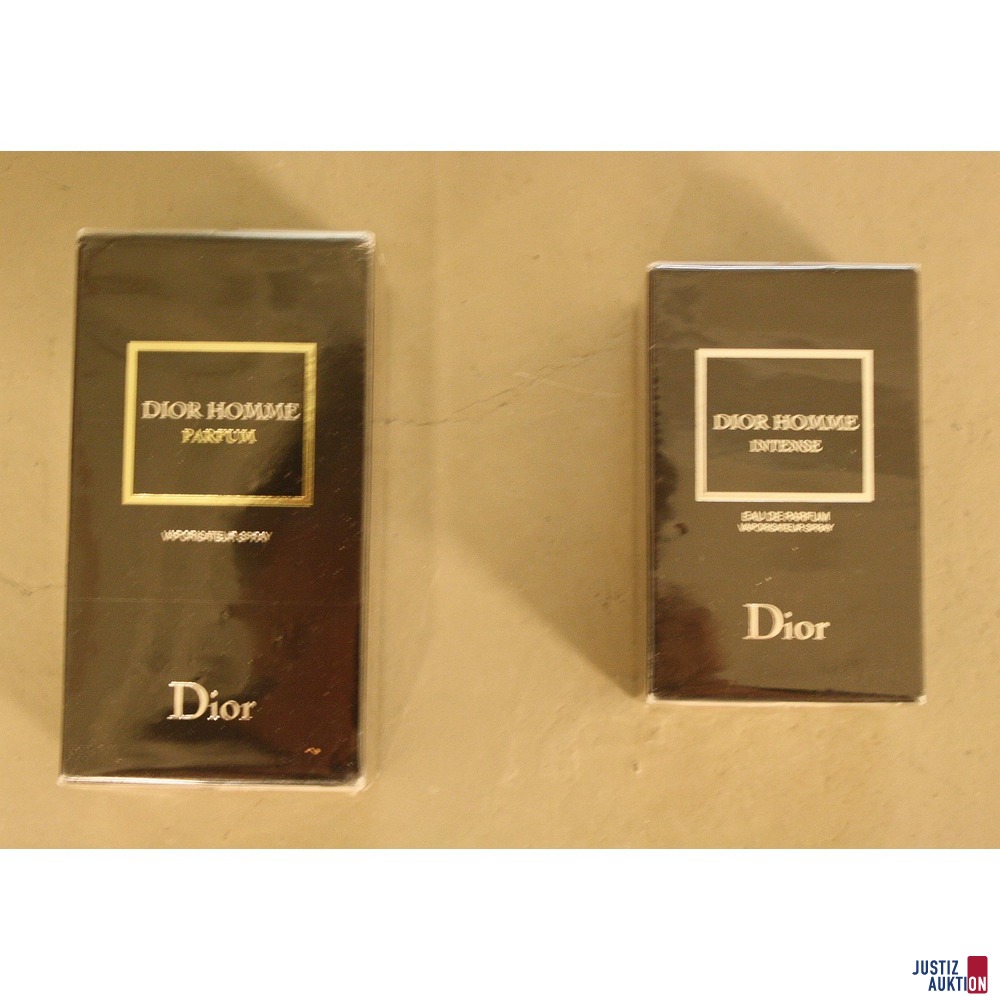 DIOR HOMME
PARFUM
VAPORISATEUR SPRAY
Dior
DIOR HOMME
INTENSE
EAU DE PARFUM
VAPORISATEUR SPRAY
Dior
JUSTIZ
AUKTION